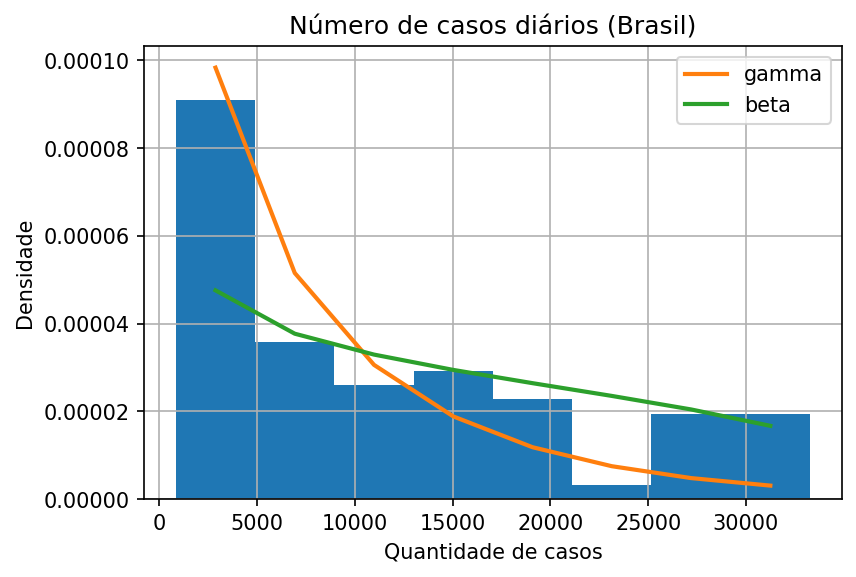 Número de casos diários (Brasil)
gamma
beta
0.00010
0.00008
0.00006
0.00004
0.00002
0.00000
Densidade
0
5000
10000
15000
20000
25000
30000
Quantidade de casos